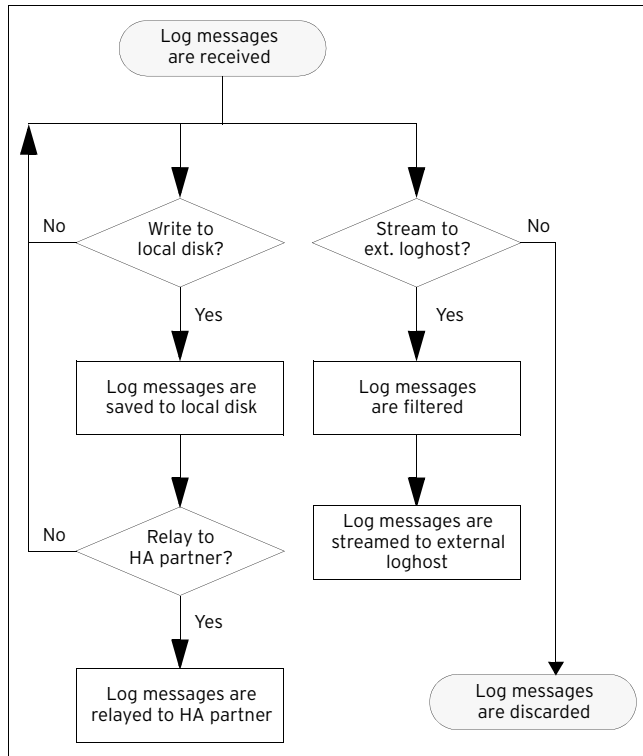 Log messages
are received
No
Write to
local disk?
Stream to
ext. loghost?
No
Yes
Yes
Log messages are
saved to local disk
Log messages
are filtered
No
Relay to
HA partner?
Log messages are
streamed to external
loghost
Yes
Log messages are
relayed to HA partner
Log messages
are discarded